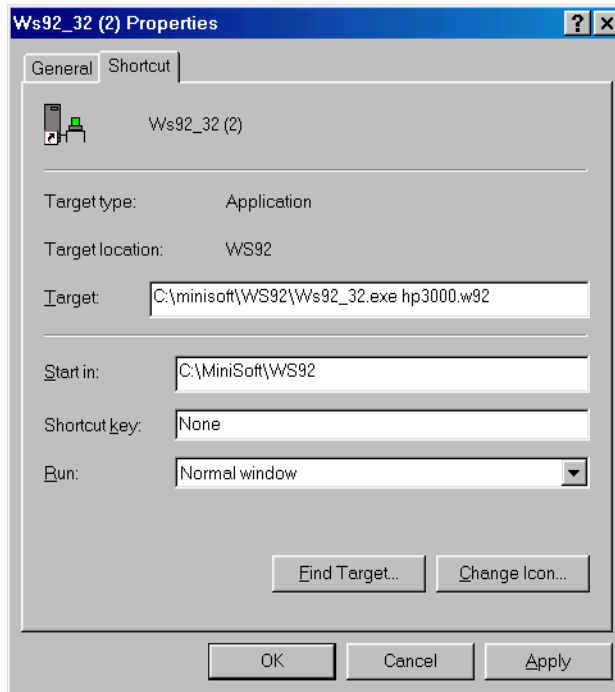 Ws92_32 (2) Properties
? x
General Shortcut
Ws92_32 (2)
Target type: Application
Target location: WS92
Target: C:\minisoft\WS92\Ws92_32.exe hp3000.w92
Start in: C:\MiniSoft\WS92
Shortcut key: None
Run: Normal window
Find Target... Change Icon...
OK Cancel Apply